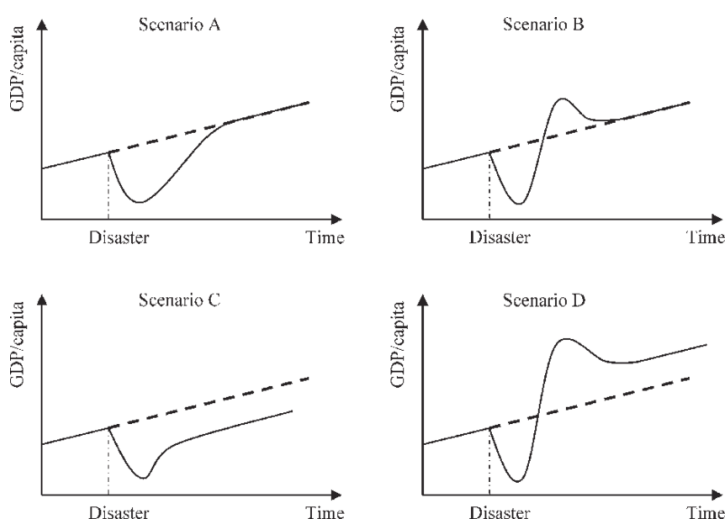 Scenario A
GDP/capita
Disaster
Time
Scenario B
GDP/capita
Disaster
Time
Scenario C
GDP/capita
Disaster
Time
Scenario D
GDP/capita
Disaster
Time